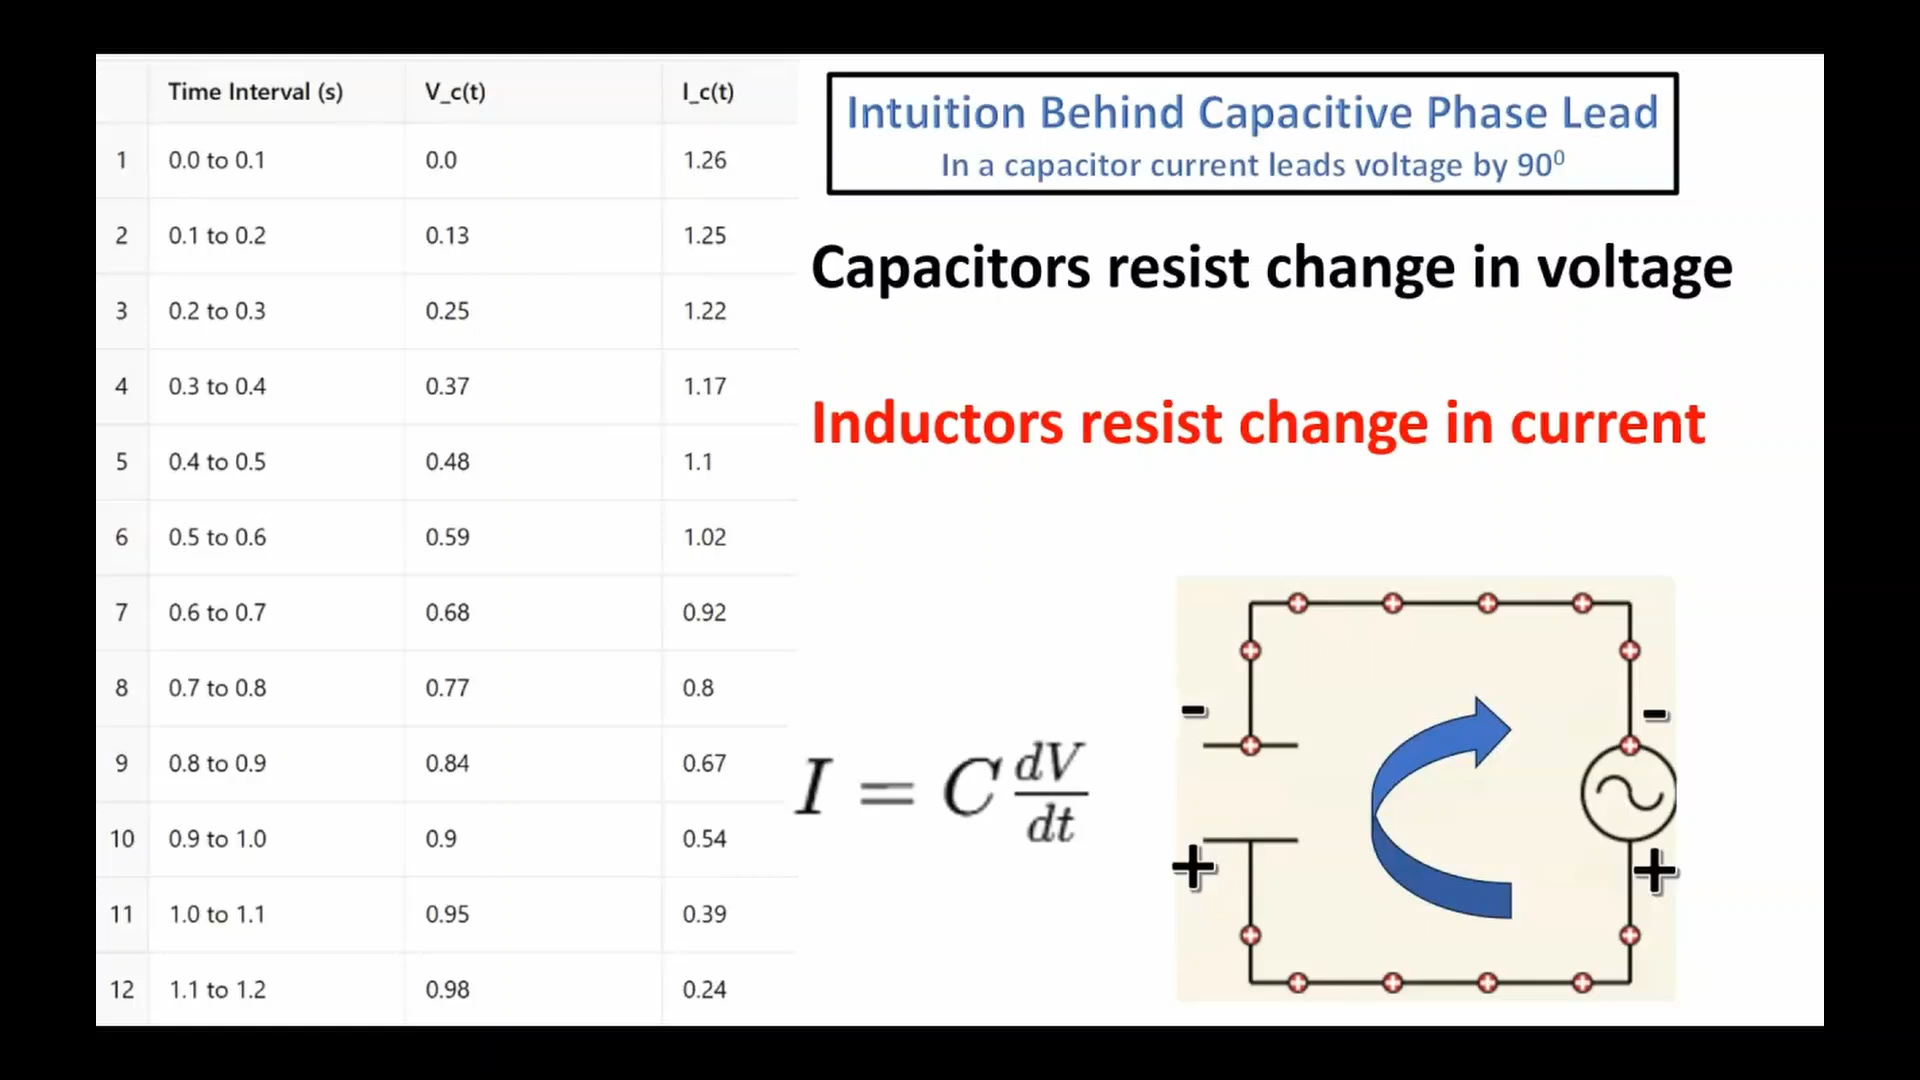 Time Interval (s) V_c(t) I_c(t)
1 0.0 to 0.1 0.0 1.26
2 0.1 to 0.2 0.13 1.25
3 0.2 to 0.3 0.25 1.22
4 0.3 to 0.4 0.37 1.17
5 0.4 to 0.5 0.48 1.1
6 0.5 to 0.6 0.59 1.02
7 0.6 to 0.7 0.68 0.92
8 0.7 to 0.8 0.77 0.8
9 0.8 to 0.9 0.84 0.67
10 0.9 to 1.0 0.9 0.54
11 1.0 to 1.1 0.95 0.39
12 1.1 to 1.2 0.98 0.24
Intuition Behind Capacitive Phase Lead
In a capacitor current leads voltage by 90⁰
Capacitors resist change in voltage
Inductors resist change in current
I = C dV/dt
- -
+ +